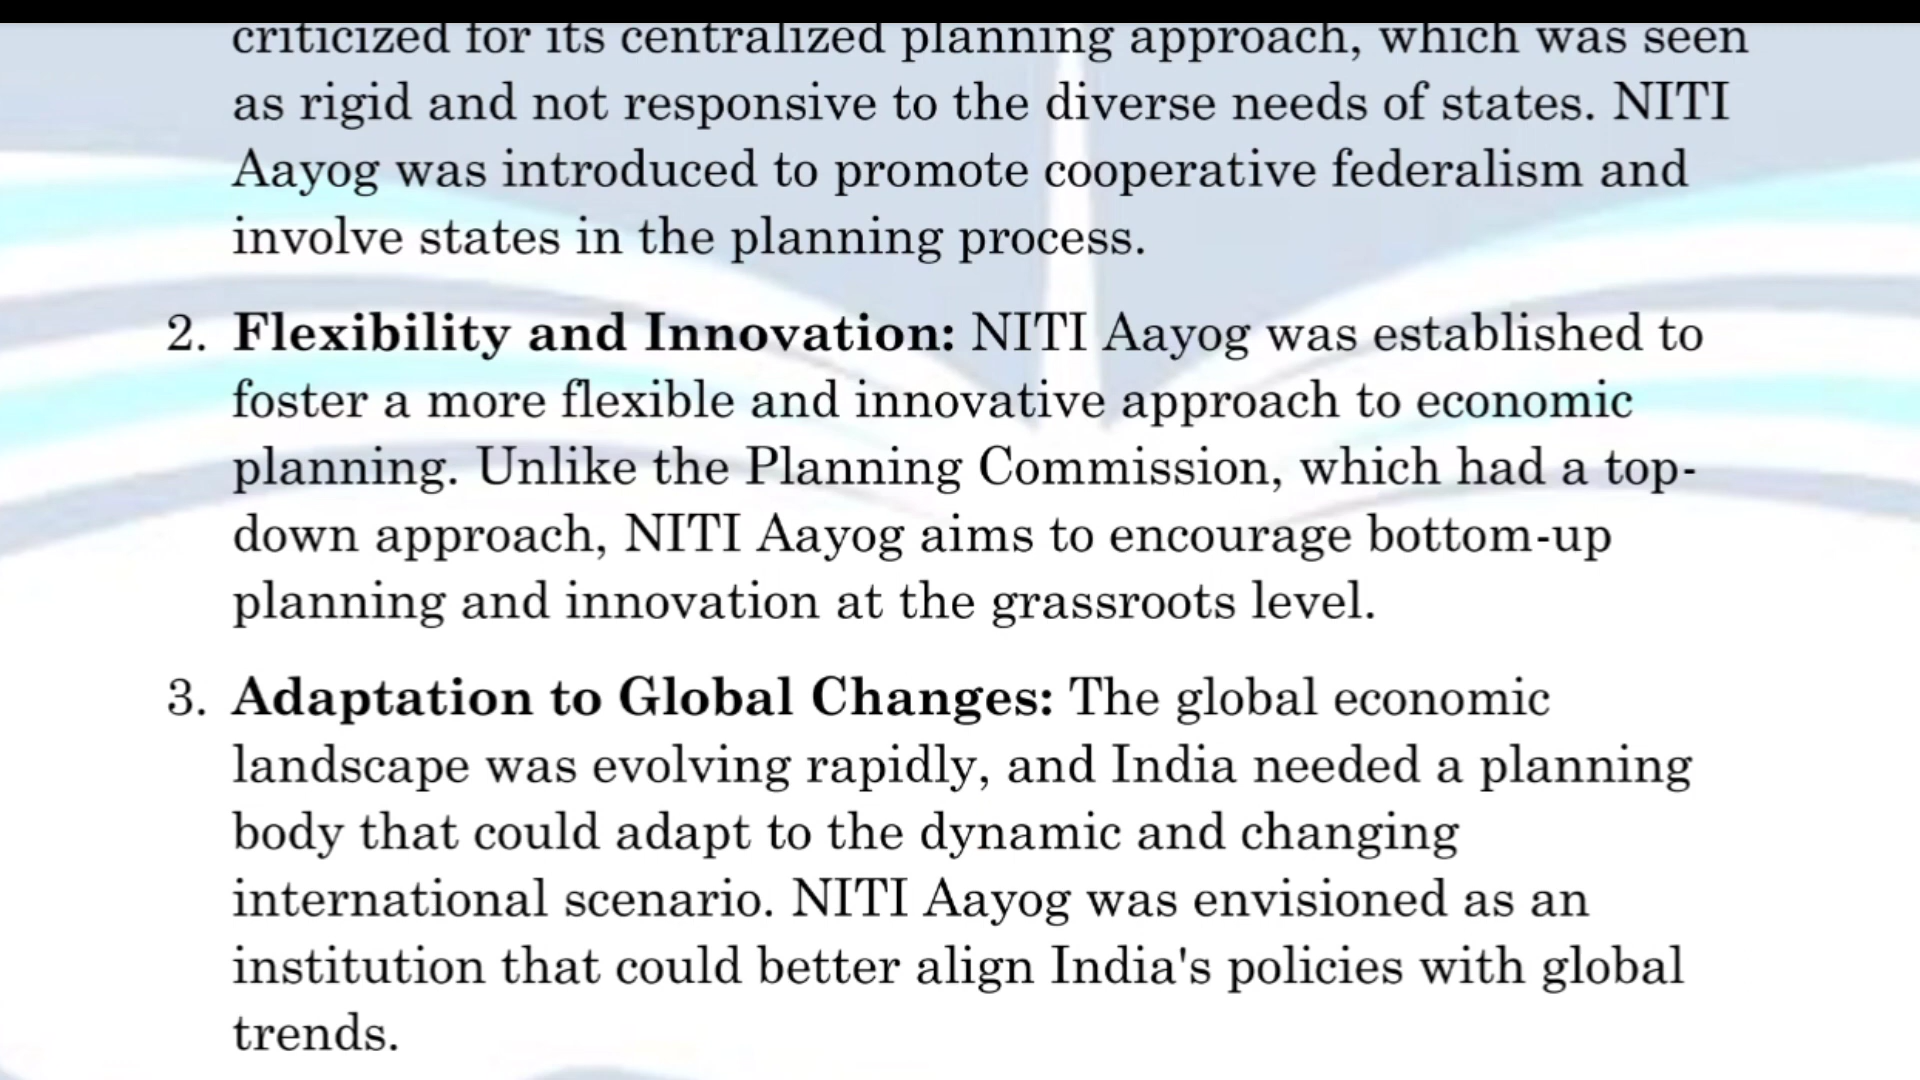 criticized for its centralized planning approach, which was seen
as rigid and not responsive to the diverse needs of states. NITI
Aayog was introduced to promote cooperative federalism and
involve states in the planning process.
2. Flexibility and Innovation: NITI Aayog was established to
foster a more flexible and innovative approach to economic
planning. Unlike the Planning Commission, which had a top-
down approach, NITI Aayog aims to encourage bottom-up
planning and innovation at the grassroots level.
3. Adaptation to Global Changes: The global economic
landscape was evolving rapidly, and India needed a planning
body that could adapt to the dynamic and changing
international scenario. NITI Aayog was envisioned as an
institution that could better align India's policies with global
trends.